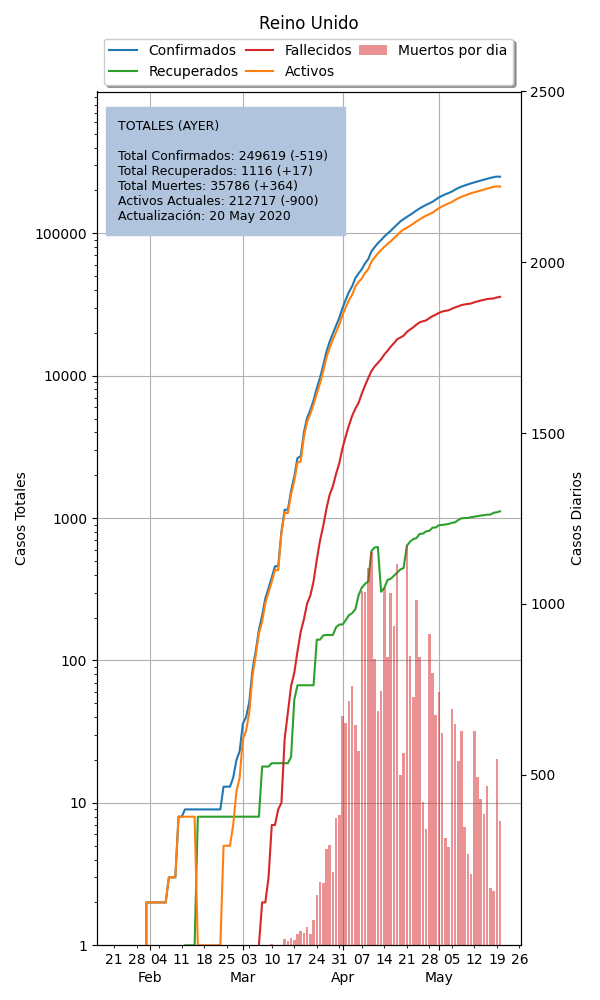 Reino Unido
Confirmados
Recuperados
Fallecidos
Activos
Muertos por dia
TOTALES (AYER)
Total Confirmados: 249619 (-519)
Total Recuperados: 1116 (+17)
Total Muertes: 35786 (+364)
Activos Actuales: 212717 (-900)
Actualización: 20 May 2020
Casos Totales
100000
10000
1000
100
10
1
2500
2000
1500
1000
500
Casos Diarios
21 28 04 11 18 25 03 10 17 24 31 07 14 21 28 05 12 19 26
Feb Mar Apr May